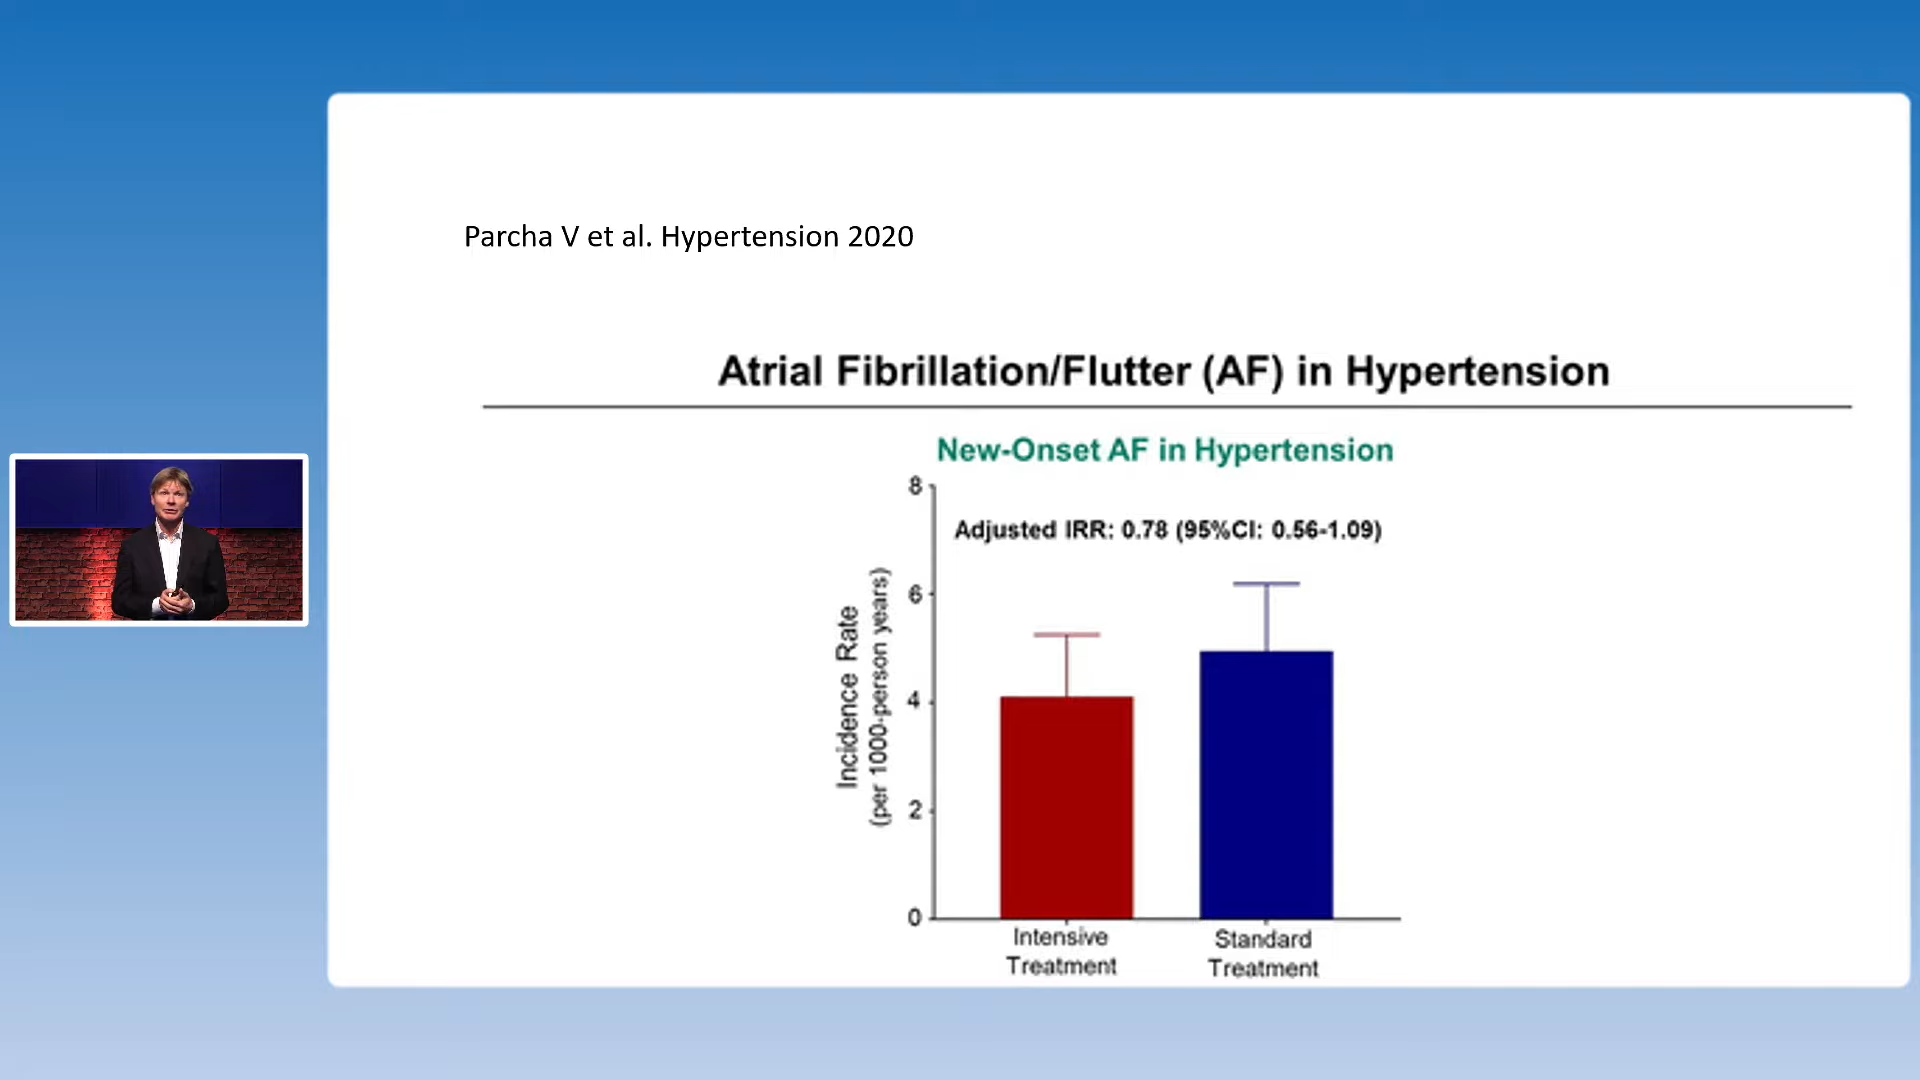 Parcha V et al. Hypertension 2020
Atrial Fibrillation/Flutter (AF) in Hypertension
New-Onset AF in Hypertension
Adjusted IRR: 0.78 (95%CI: 0.56-1.09)
Incidence Rate
(per 1000-person years)
8
6
4
2
0
Intensive
Treatment
Standard
Treatment